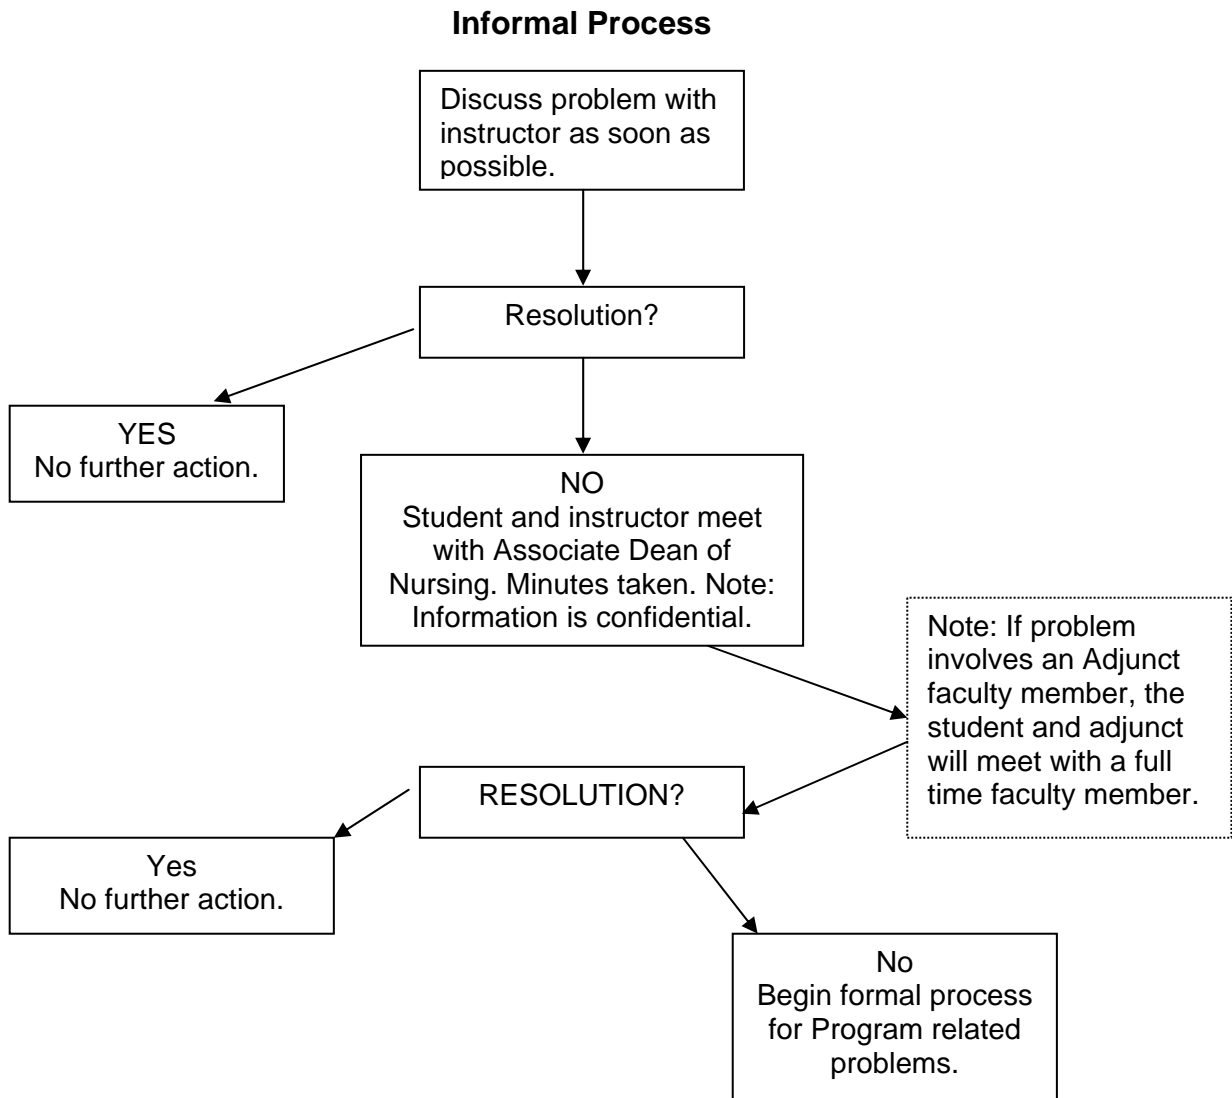 Informal Process
Discuss problem with
instructor as soon as
possible.
Resolution?
YES
No further action.
NO
Student and instructor meet
with Associate Dean of
Nursing. Minutes taken. Note:
Information is confidential.
Note: If problem
involves an Adjunct
faculty member, the
student and adjunct
will meet with a full
time faculty member.
RESOLUTION?
Yes
No further action.
No
Begin formal process
for Program related
problems.